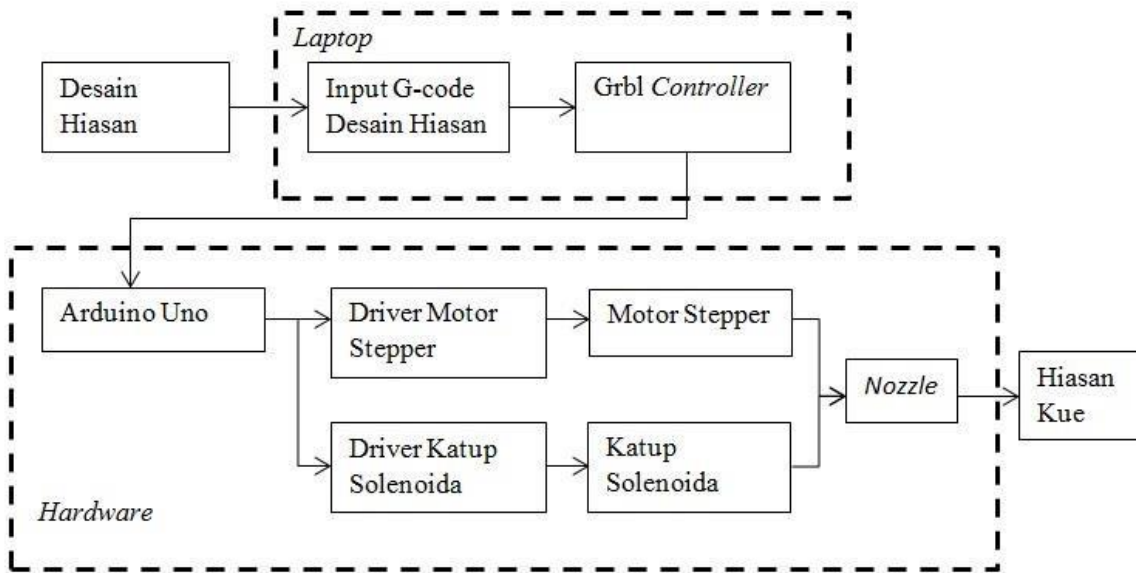 Laptop
Desain
Hiasan
Input G-code
Desain Hiasan
Grbl Controller
Arduino Uno
Driver Motor
Stepper
Motor Stepper
Nozzle
Hiasan
Kue
Driver Katup
Solenoida
Katup
Solenoida
Hardware